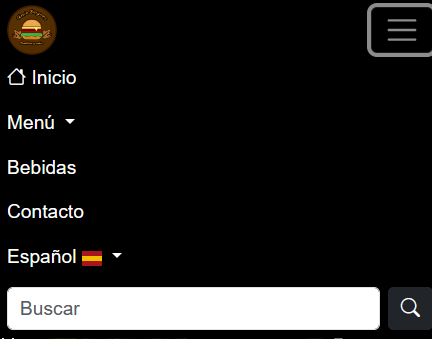 Inicio
Menú
Bebidas
Contacto
Español
Buscar